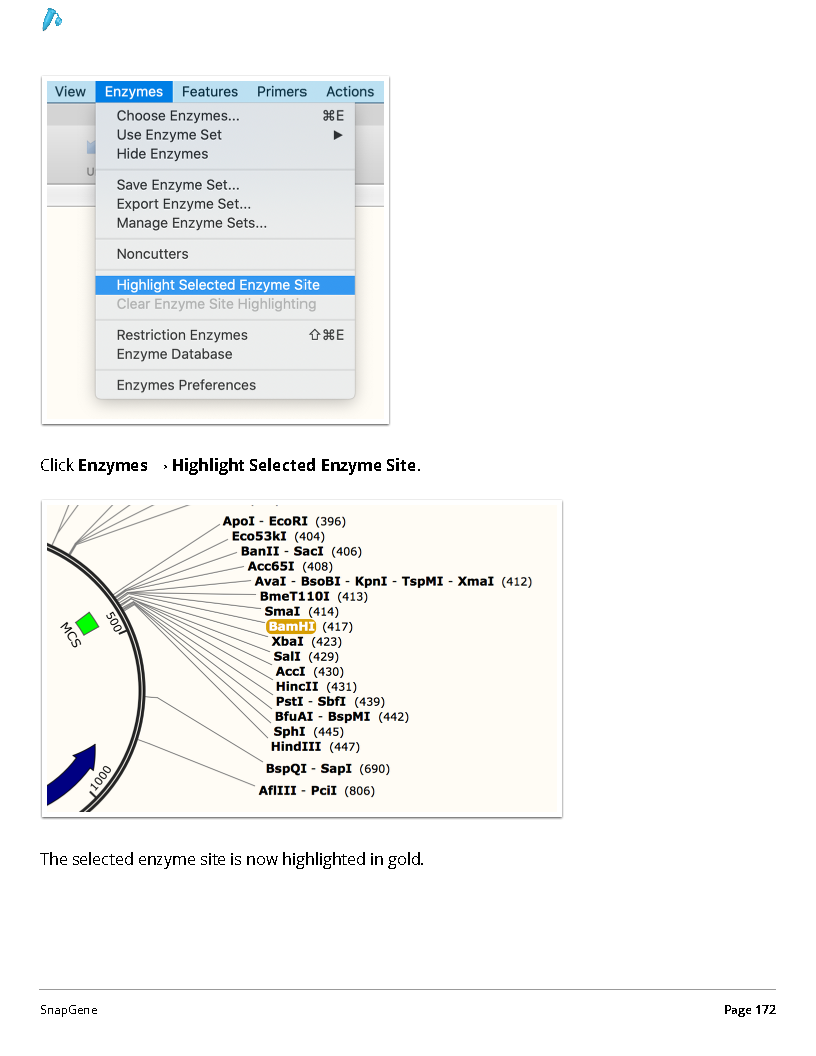 View Enzymes Features Primers Actions
Choose Enzymes... ⌘E
Use Enzyme Set ▶
Hide Enzymes
U
Save Enzyme Set...
Export Enzyme Set...
Manage Enzyme Sets...
Noncutters
Highlight Selected Enzyme Site
Clear Enzyme Site Highlighting
Restriction Enzymes ⇧⌘E
Enzyme Database
Enzymes Preferences
Click Enzymes → Highlight Selected Enzyme Site.
ApoI - EcoRI (396)
Eco53kI (404)
BanII - SacI (406)
Acc65I (408)
AvaI - BsoBI - KpnI - TspMI - XmaI (412)
BmeT110I (413)
SmaI (414)
BamHI (417)
XbaI (423)
SalI (429)
AccI (430)
HincII (431)
PstI - SbfI (439)
BfuAI - BspMI (442)
SphI (445)
HindIII (447)
BspQI - SapI (690)
AflIII - PciI (806)
MCS
500
1000
The selected enzyme site is now highlighted in gold.
SnapGene Page 172